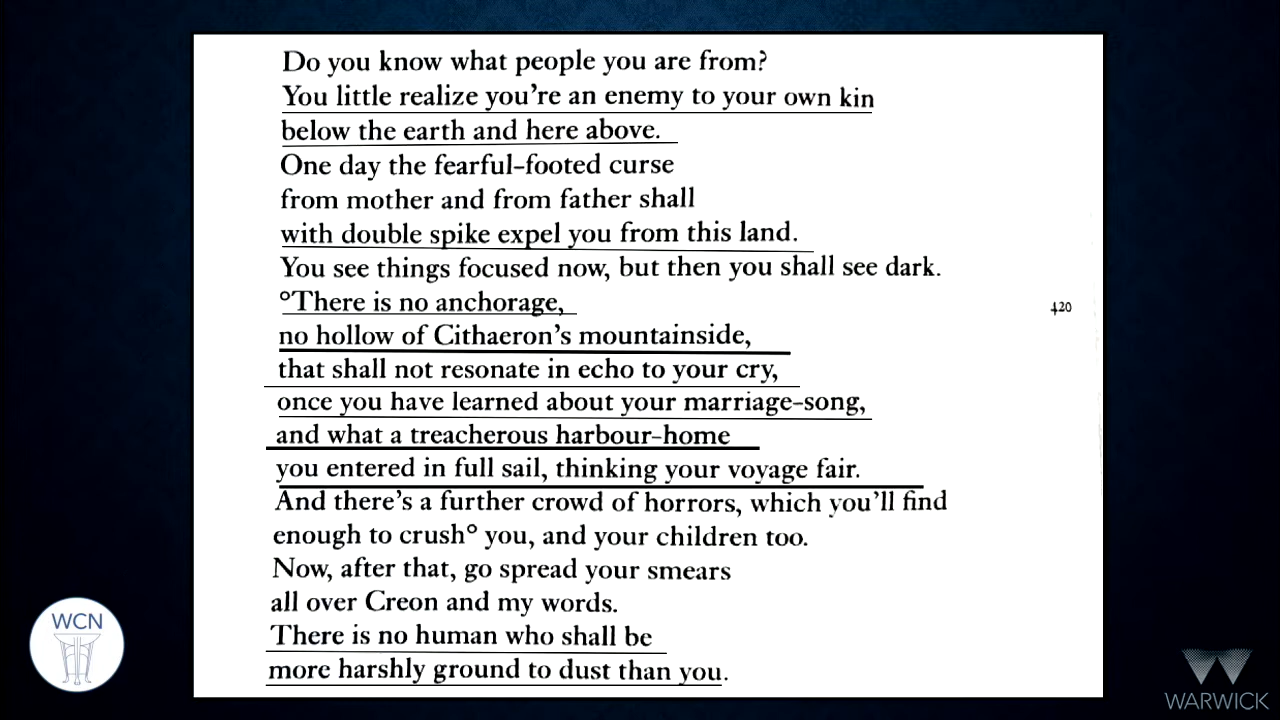 Do you know what people you are from?
You little realize you're an enemy to your own kin
below the earth and here above.
One day the fearful-footed curse
from mother and from father shall
with double spike expel you from this land.
You see things focused now, but then you shall see dark.
°There is no anchorage,
420
no hollow of Cithaeron's mountainside,
that shall not resonate in echo to your cry,
once you have learned about your marriage-song,
and what a treacherous harbour-home
you entered in full sail, thinking your voyage fair.
And there's a further crowd of horrors, which you'll find
enough to crush° you, and your children too.
Now, after that, go spread your smears
all over Creon and my words.
There is no human who shall be
more harshly ground to dust than you.
WCN
WARWICK